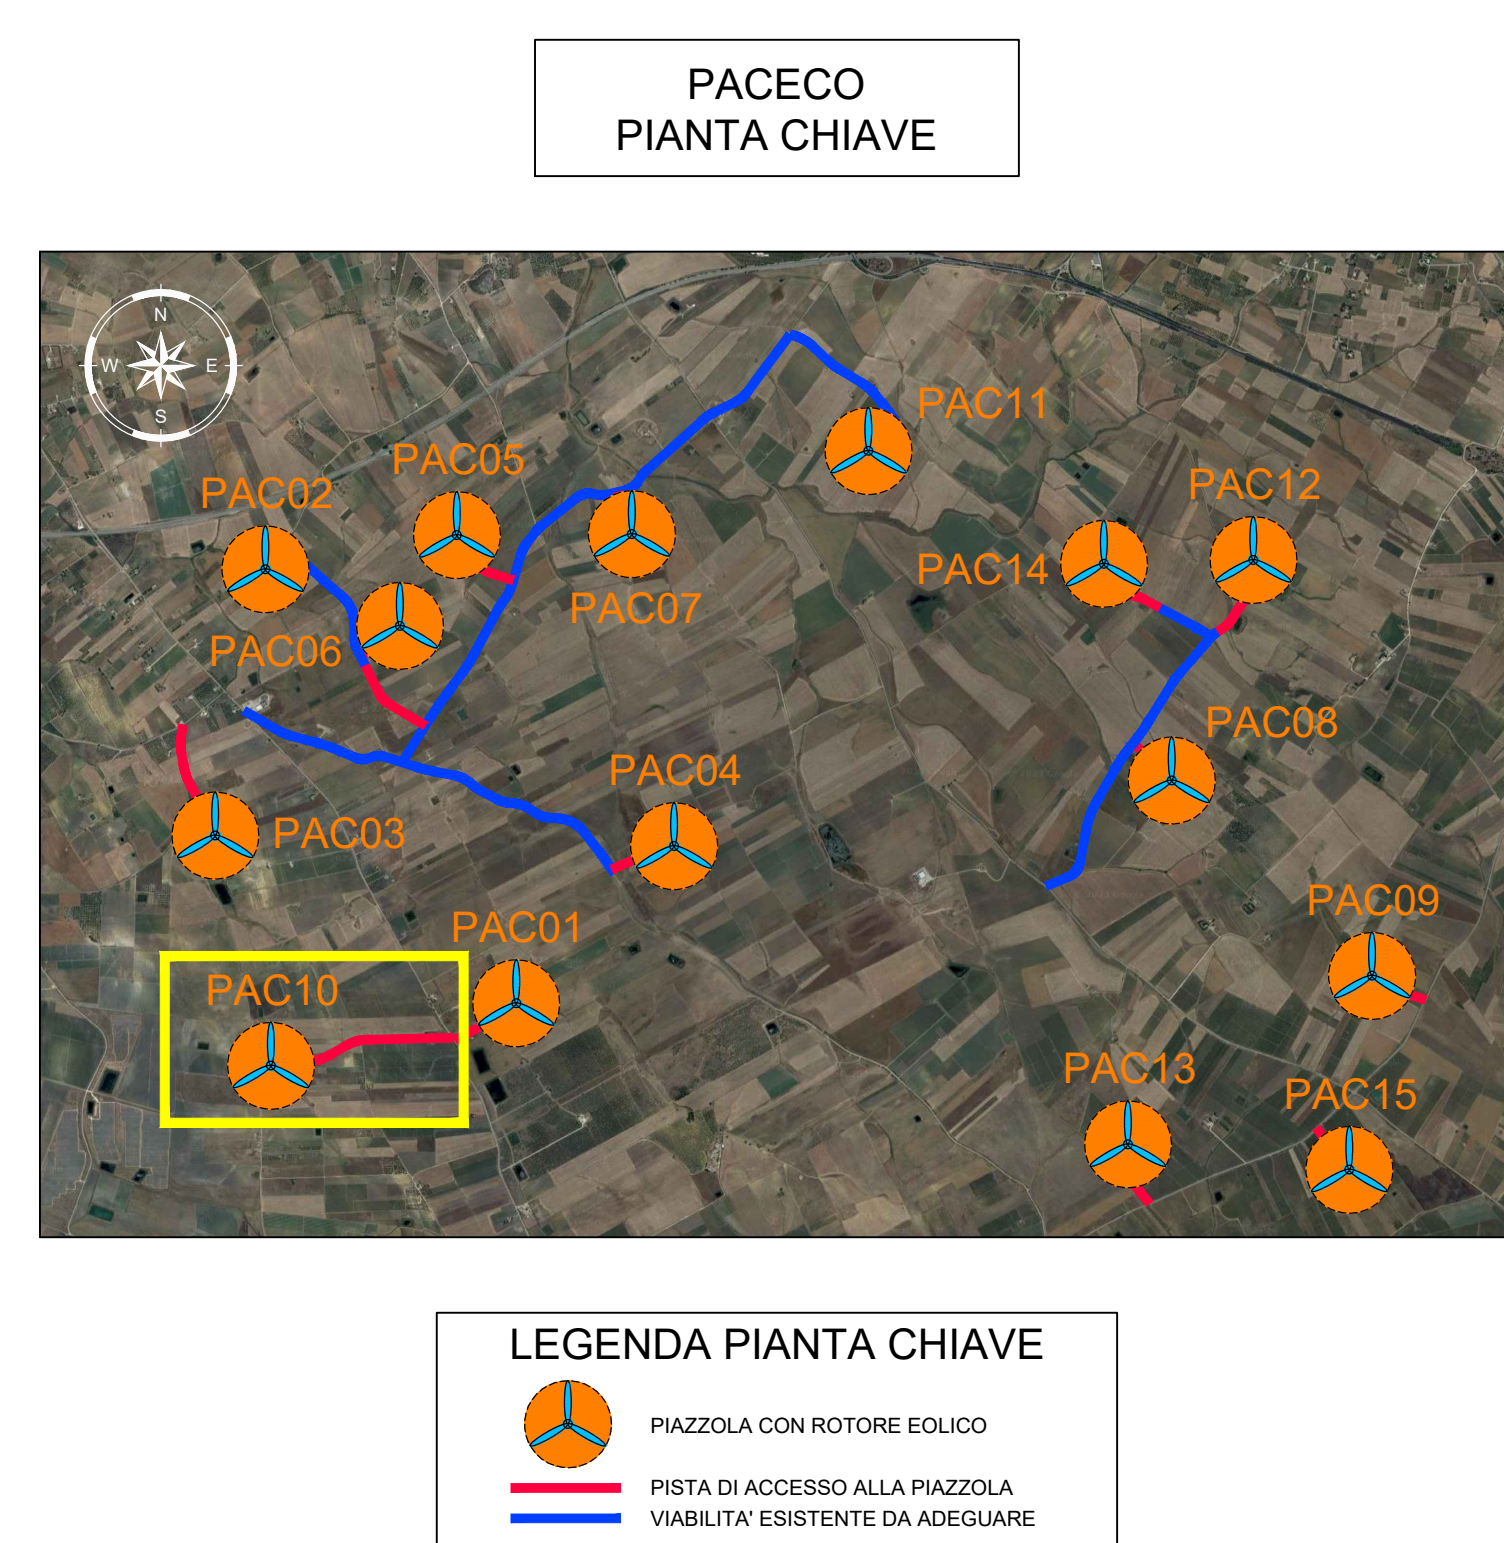 PACECO
PIANTA CHIAVE
N
W
E
S
PAC11
PAC05
PAC02
PAC12
PAC14
PAC07
PAC06
PAC08
PAC04
PAC03
PAC09
PAC01
PAC10
PAC13
PAC15
LEGENDA PIANTA CHIAVE
PIAZZOLA CON ROTORE EOLICO
PISTA DI ACCESSO ALLA PIAZZOLA
VIABILITA' ESISTENTE DA ADEGUARE